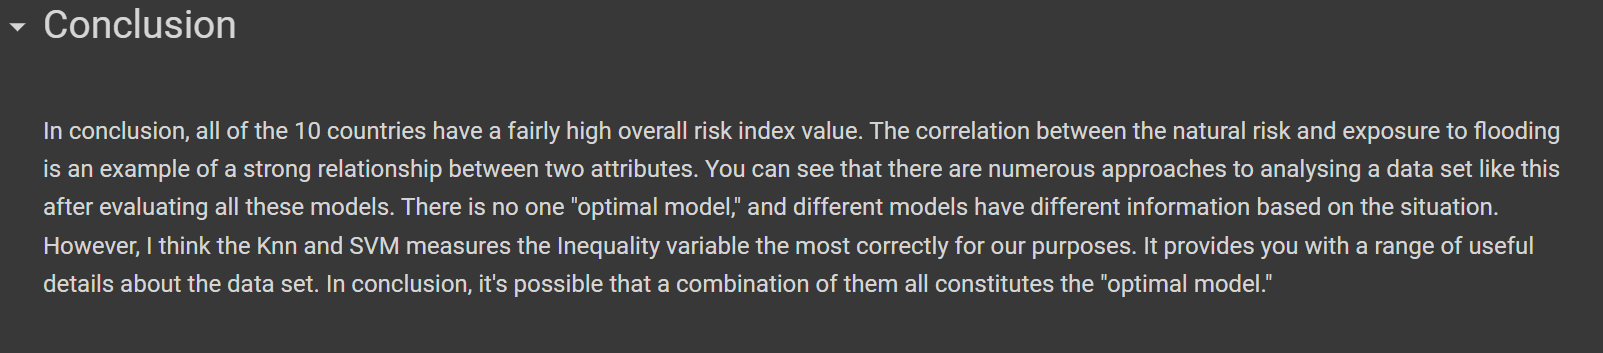 Conclusion
In conclusion, all of the 10 countries have a fairly high overall risk index value. The correlation between the natural risk and exposure to flooding
is an example of a strong relationship between two attributes. You can see that there are numerous approaches to analysing a data set like this
after evaluating all these models. There is no one "optimal model," and different models have different information based on the situation.
However, I think the Knn and SVM measures the Inequality variable the most correctly for our purposes. It provides you with a range of useful
details about the data set. In conclusion, it's possible that a combination of them all constitutes the "optimal model."